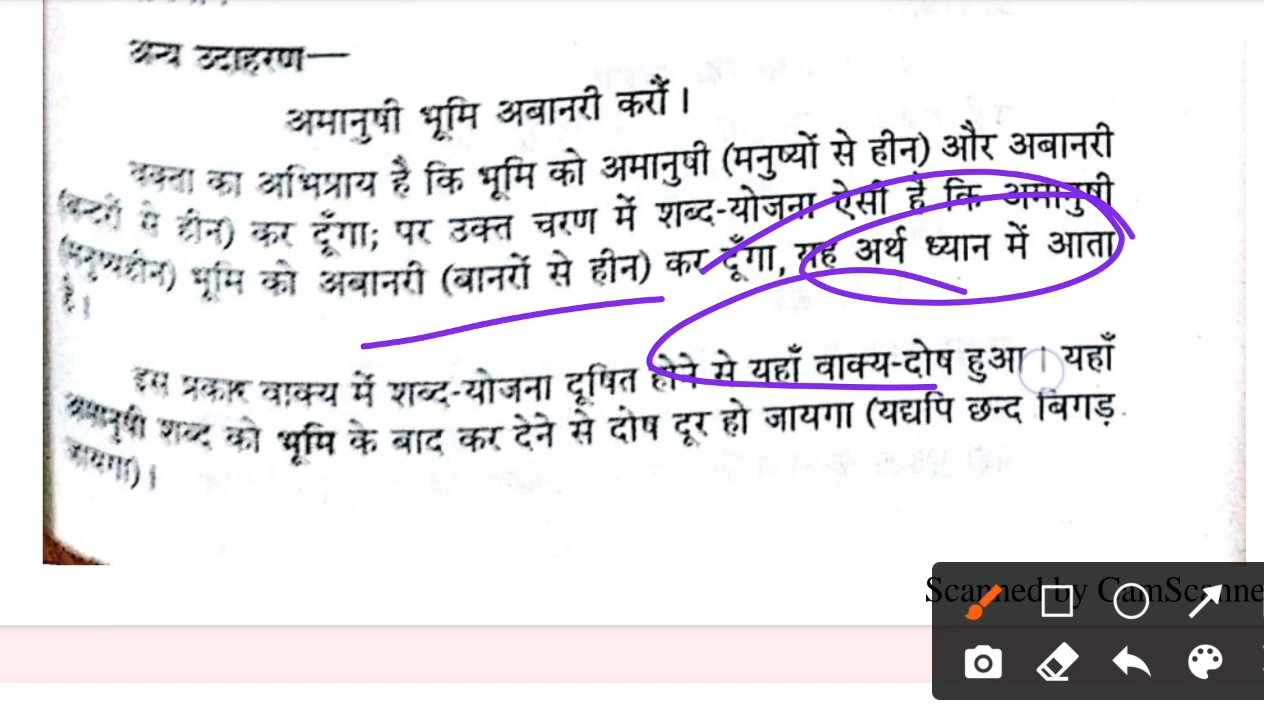 अन्य उदाहरण—
अमानुषी भूमि अबानरी करौं ।
वक्ता का अभिप्राय है कि भूमि को अमानुषी (मनुष्यों से हीन) और अबानरी
(बन्दरों से हीन) कर दूँगा; पर उक्त चरण में शब्द-योजना ऐसी है कि अमानुषी
(मनुष्यहीन) भूमि को अबानरी (बानरों से हीन) कर दूँगा, यह अर्थ ध्यान में आता
है।
इस प्रकार वाक्य में शब्द-योजना दूषित होने से यहाँ वाक्य-दोष हुआ । यहाँ
अमानुषी शब्द को भूमि के बाद कर देने से दोष दूर हो जायगा (यद्यपि छन्द बिगड़
जायगा)।
Scanned by CamScanne